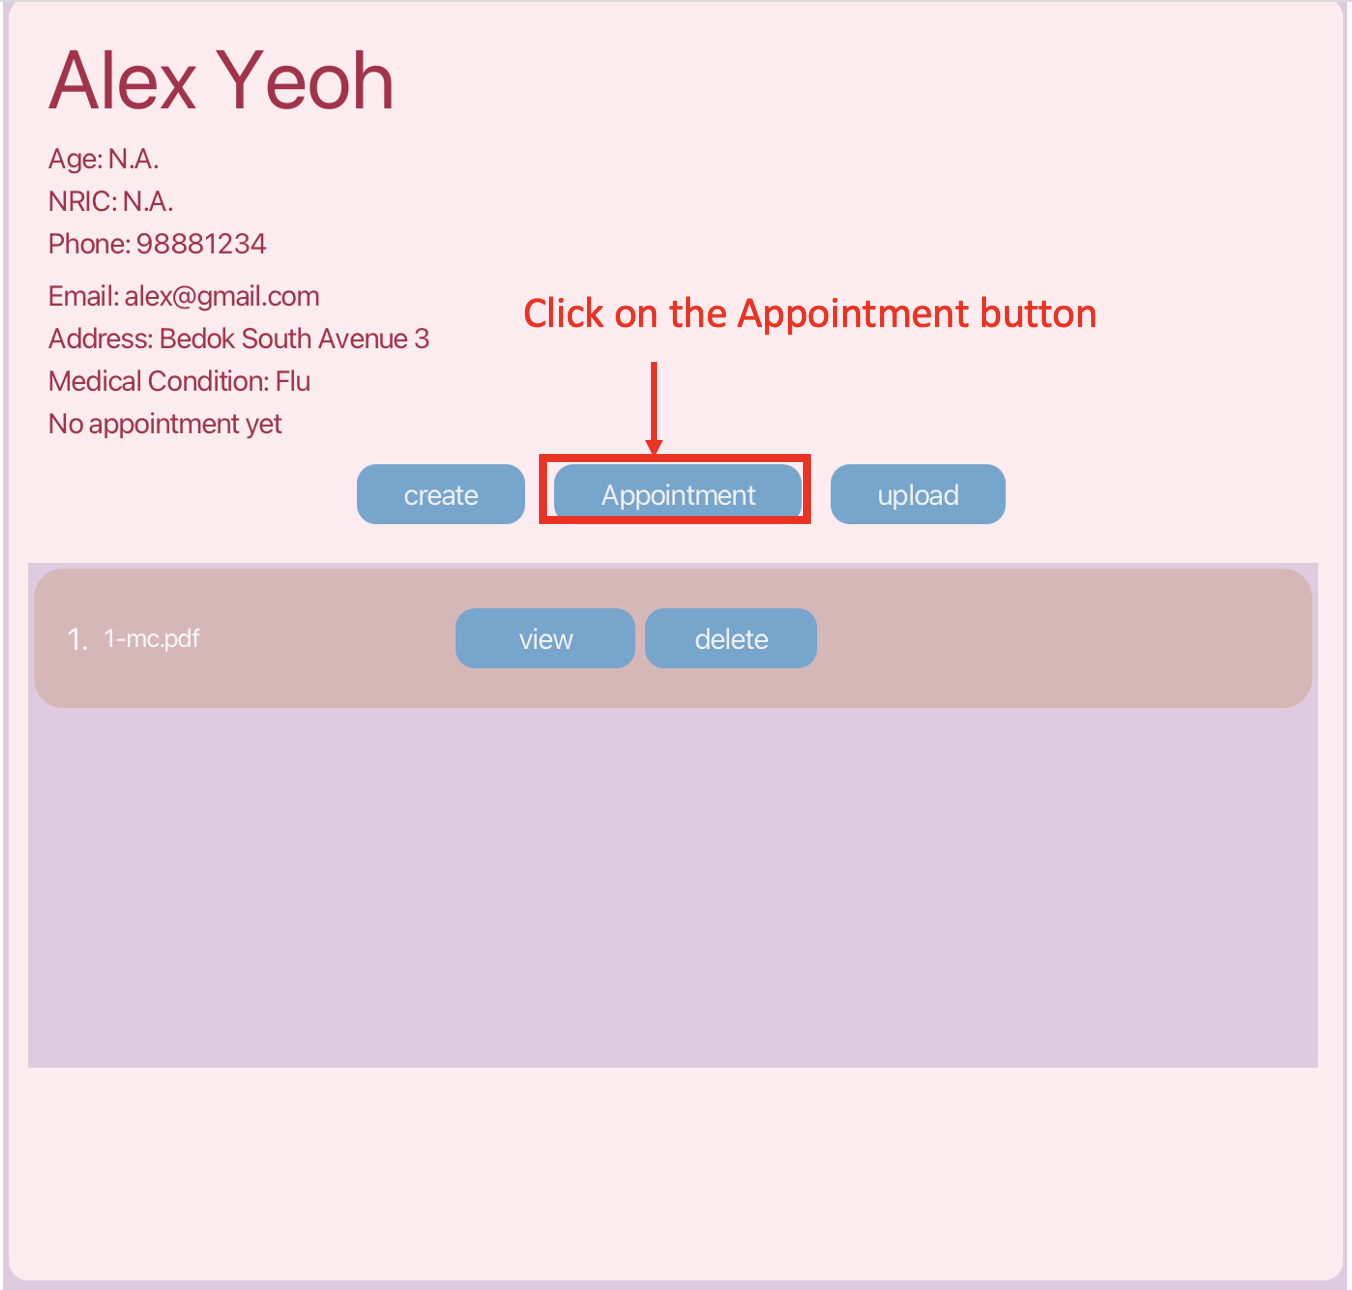 Alex Yeoh
Age: N.A.
NRIC: N.A.
Phone: 98881234
Email: alex@gmail.com
Address: Bedok South Avenue 3
Medical Condition: Flu
No appointment yet
Click on the Appointment button
create
Appointment
upload
1. 1-mc.pdf
view
delete